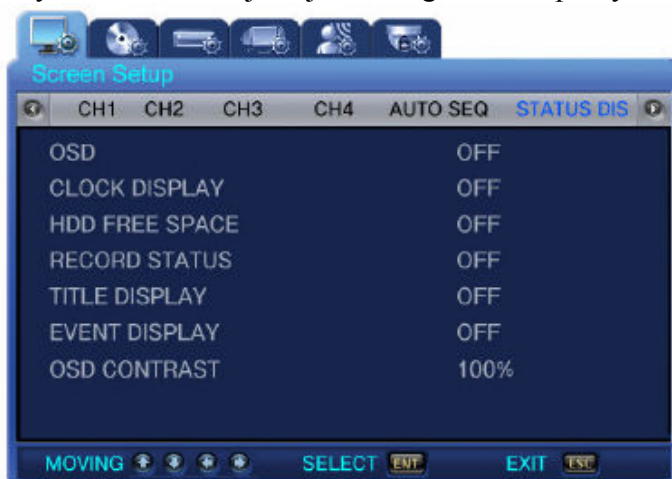 Screen Setup
CH1 CH2 CH3 CH4 AUTO SEQ STATUS DIS
OSD OFF
CLOCK DISPLAY OFF
HDD FREE SPACE OFF
RECORD STATUS OFF
TITLE DISPLAY OFF
EVENT DISPLAY OFF
OSD CONTRAST 100%
MOVING SELECT ENT EXIT ESC